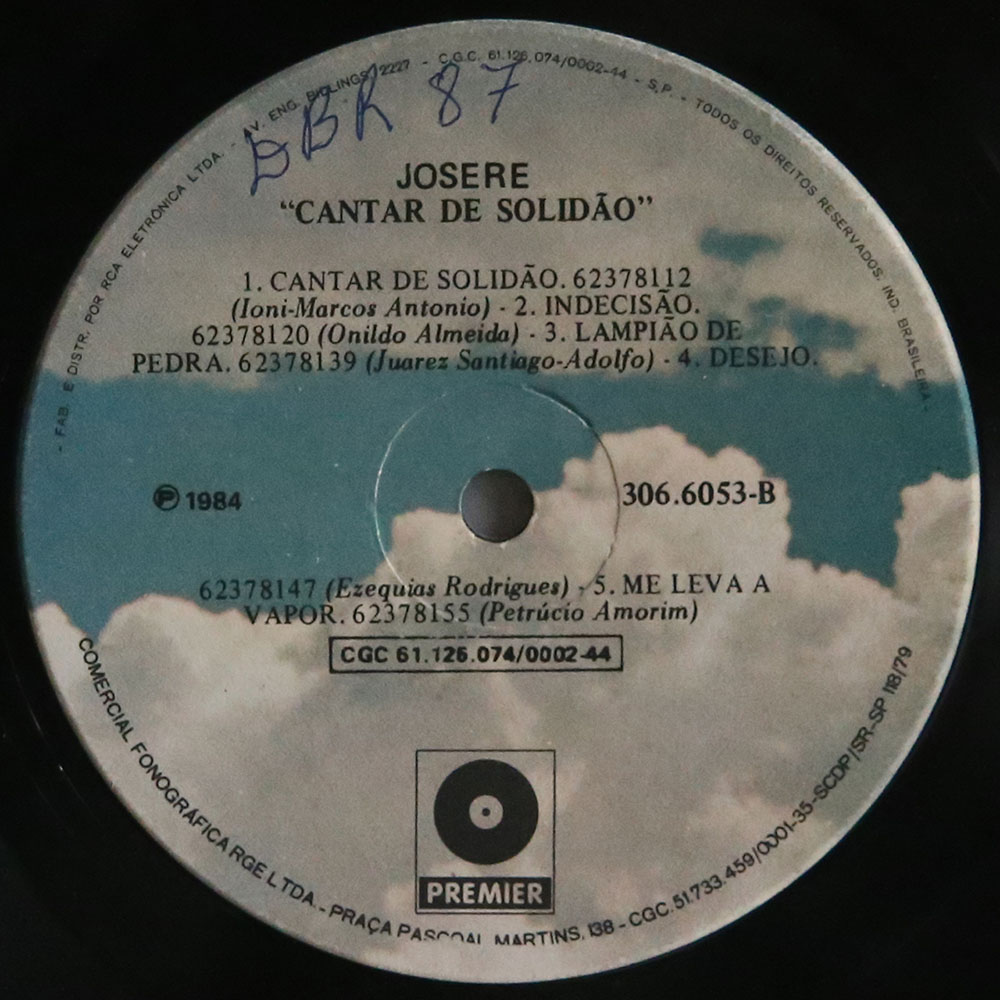 - FAB. E DISTR. POR RCA ELETRÔNICA LTDA. - AV. ENG. BILLINGS, 2227 - C.G.C. 61.126.074/0002-44 - S.P. - TODOS OS DIREITOS RESERVADOS. IND. BRASILEIRA -
DBR 87
JOSERE
“CANTAR DE SOLIDÃO”
1. CANTAR DE SOLIDÃO. 62378112
(Ioni-Marcos Antonio) - 2. INDECISÃO.
62378120 (Onildo Almeida) - 3. LAMPIÃO DE
PEDRA. 62378139 (Juarez Santiago-Adolfo) - 4. DESEJO.
℗ 1984
306.6053-B
62378147 (Ezequias Rodrigues) - 5. ME LEVA A
VAPOR. 62378155 (Petrúcio Amorim)
CGC 61.126.074/0002-44
PREMIER
COMERCIAL FONOGRÁFICA RGE LTDA. - PRAÇA PASCOAL MARTINS, 138 - CGC. 51.733.459/0001-35 - SCDP/SR-SP 118/79